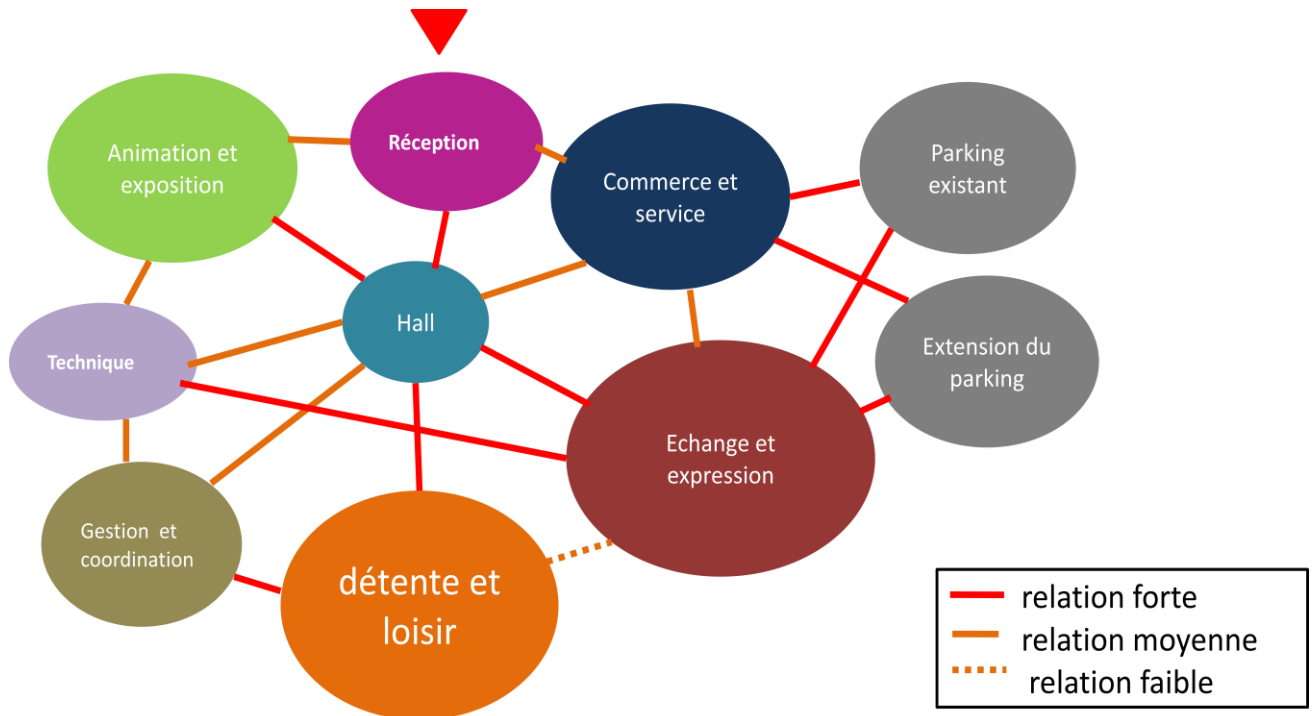 Animation et
exposition
Réception
Commerce et
service
Parking
existant
Hall
Technique
Extension du
parking
Echange et
expression
Gestion et
coordination
détente et
loisir
relation forte
relation moyenne
relation faible